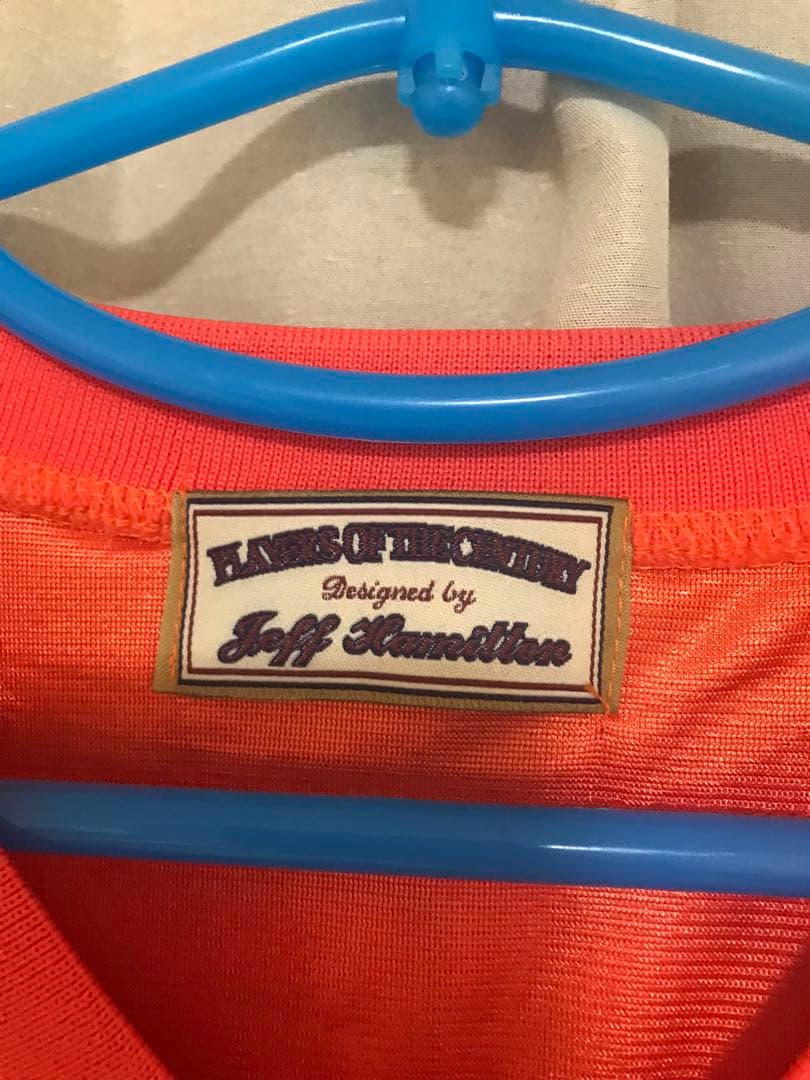 PLAYERS OF THE CENTURY
Designed by
Jeff Hamilton